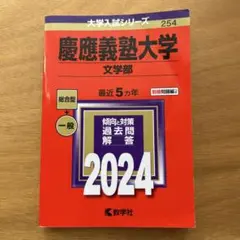 大学入試シリーズ
254
慶應義塾大学
文学部
最近5カ年
別冊問題編
総合型
+
一般
傾向と対策
過去問
解答
2024
教学社